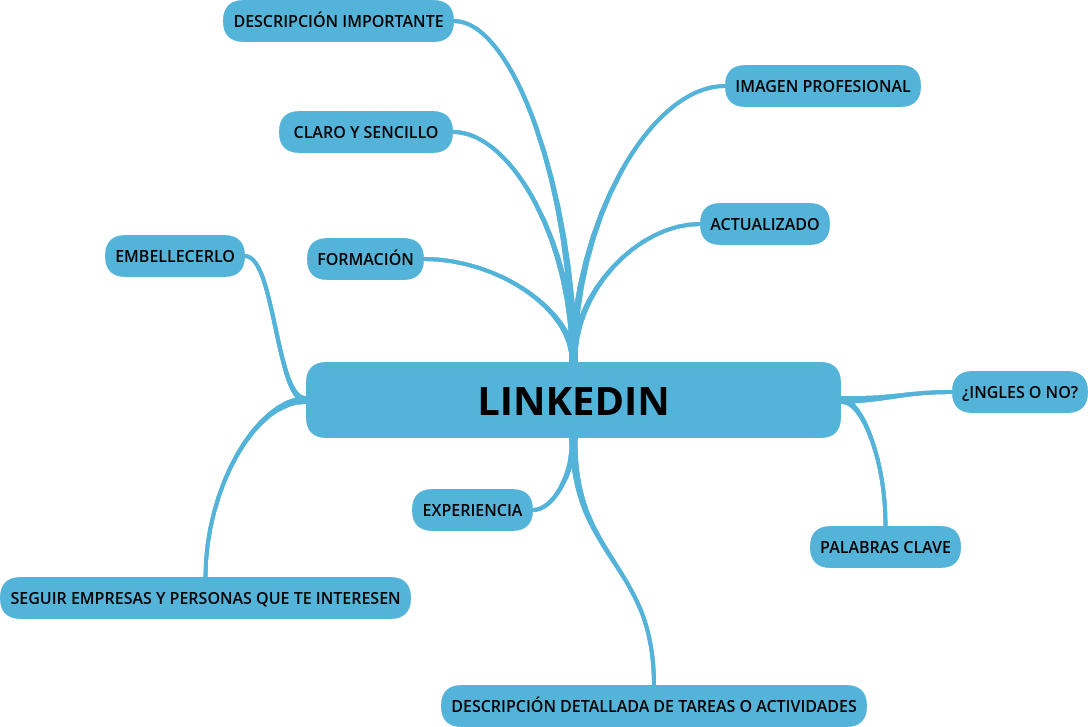 DESCRIPCIÓN IMPORTANTE
IMAGEN PROFESIONAL
CLARO Y SENCILLO
ACTUALIZADO
EMBELLECERLO
FORMACIÓN
LINKEDIN
¿INGLES O NO?
EXPERIENCIA
PALABRAS CLAVE
SEGUIR EMPRESAS Y PERSONAS QUE TE INTERESEN
DESCRIPCIÓN DETALLADA DE TAREAS O ACTIVIDADES